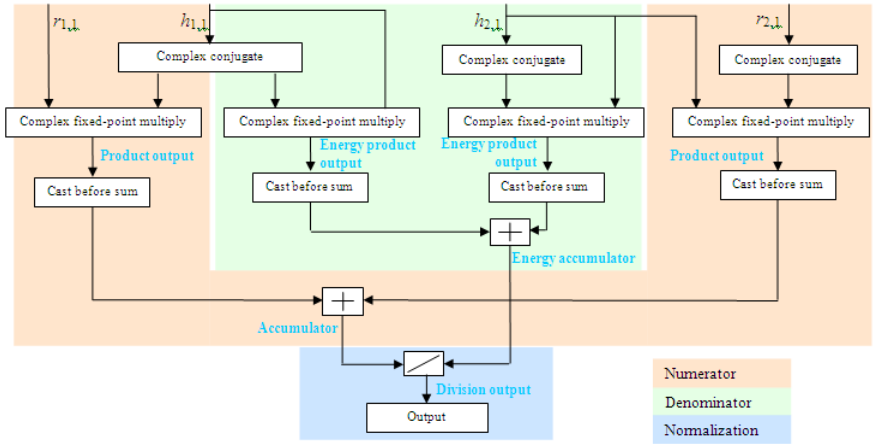 r1,1
h1,1
h2,1
r2,1
Complex conjugate
Complex conjugate
Complex conjugate
Complex fixed-point multiply
Complex fixed-point multiply
Complex fixed-point multiply
Complex fixed-point multiply
Product output
Energy product
output
Energy product
output
Product output
Cast before sum
Cast before sum
Cast before sum
Cast before sum
Energy accumulator
Accumulator
Division output
Output
Numerator
Denominator
Normalization